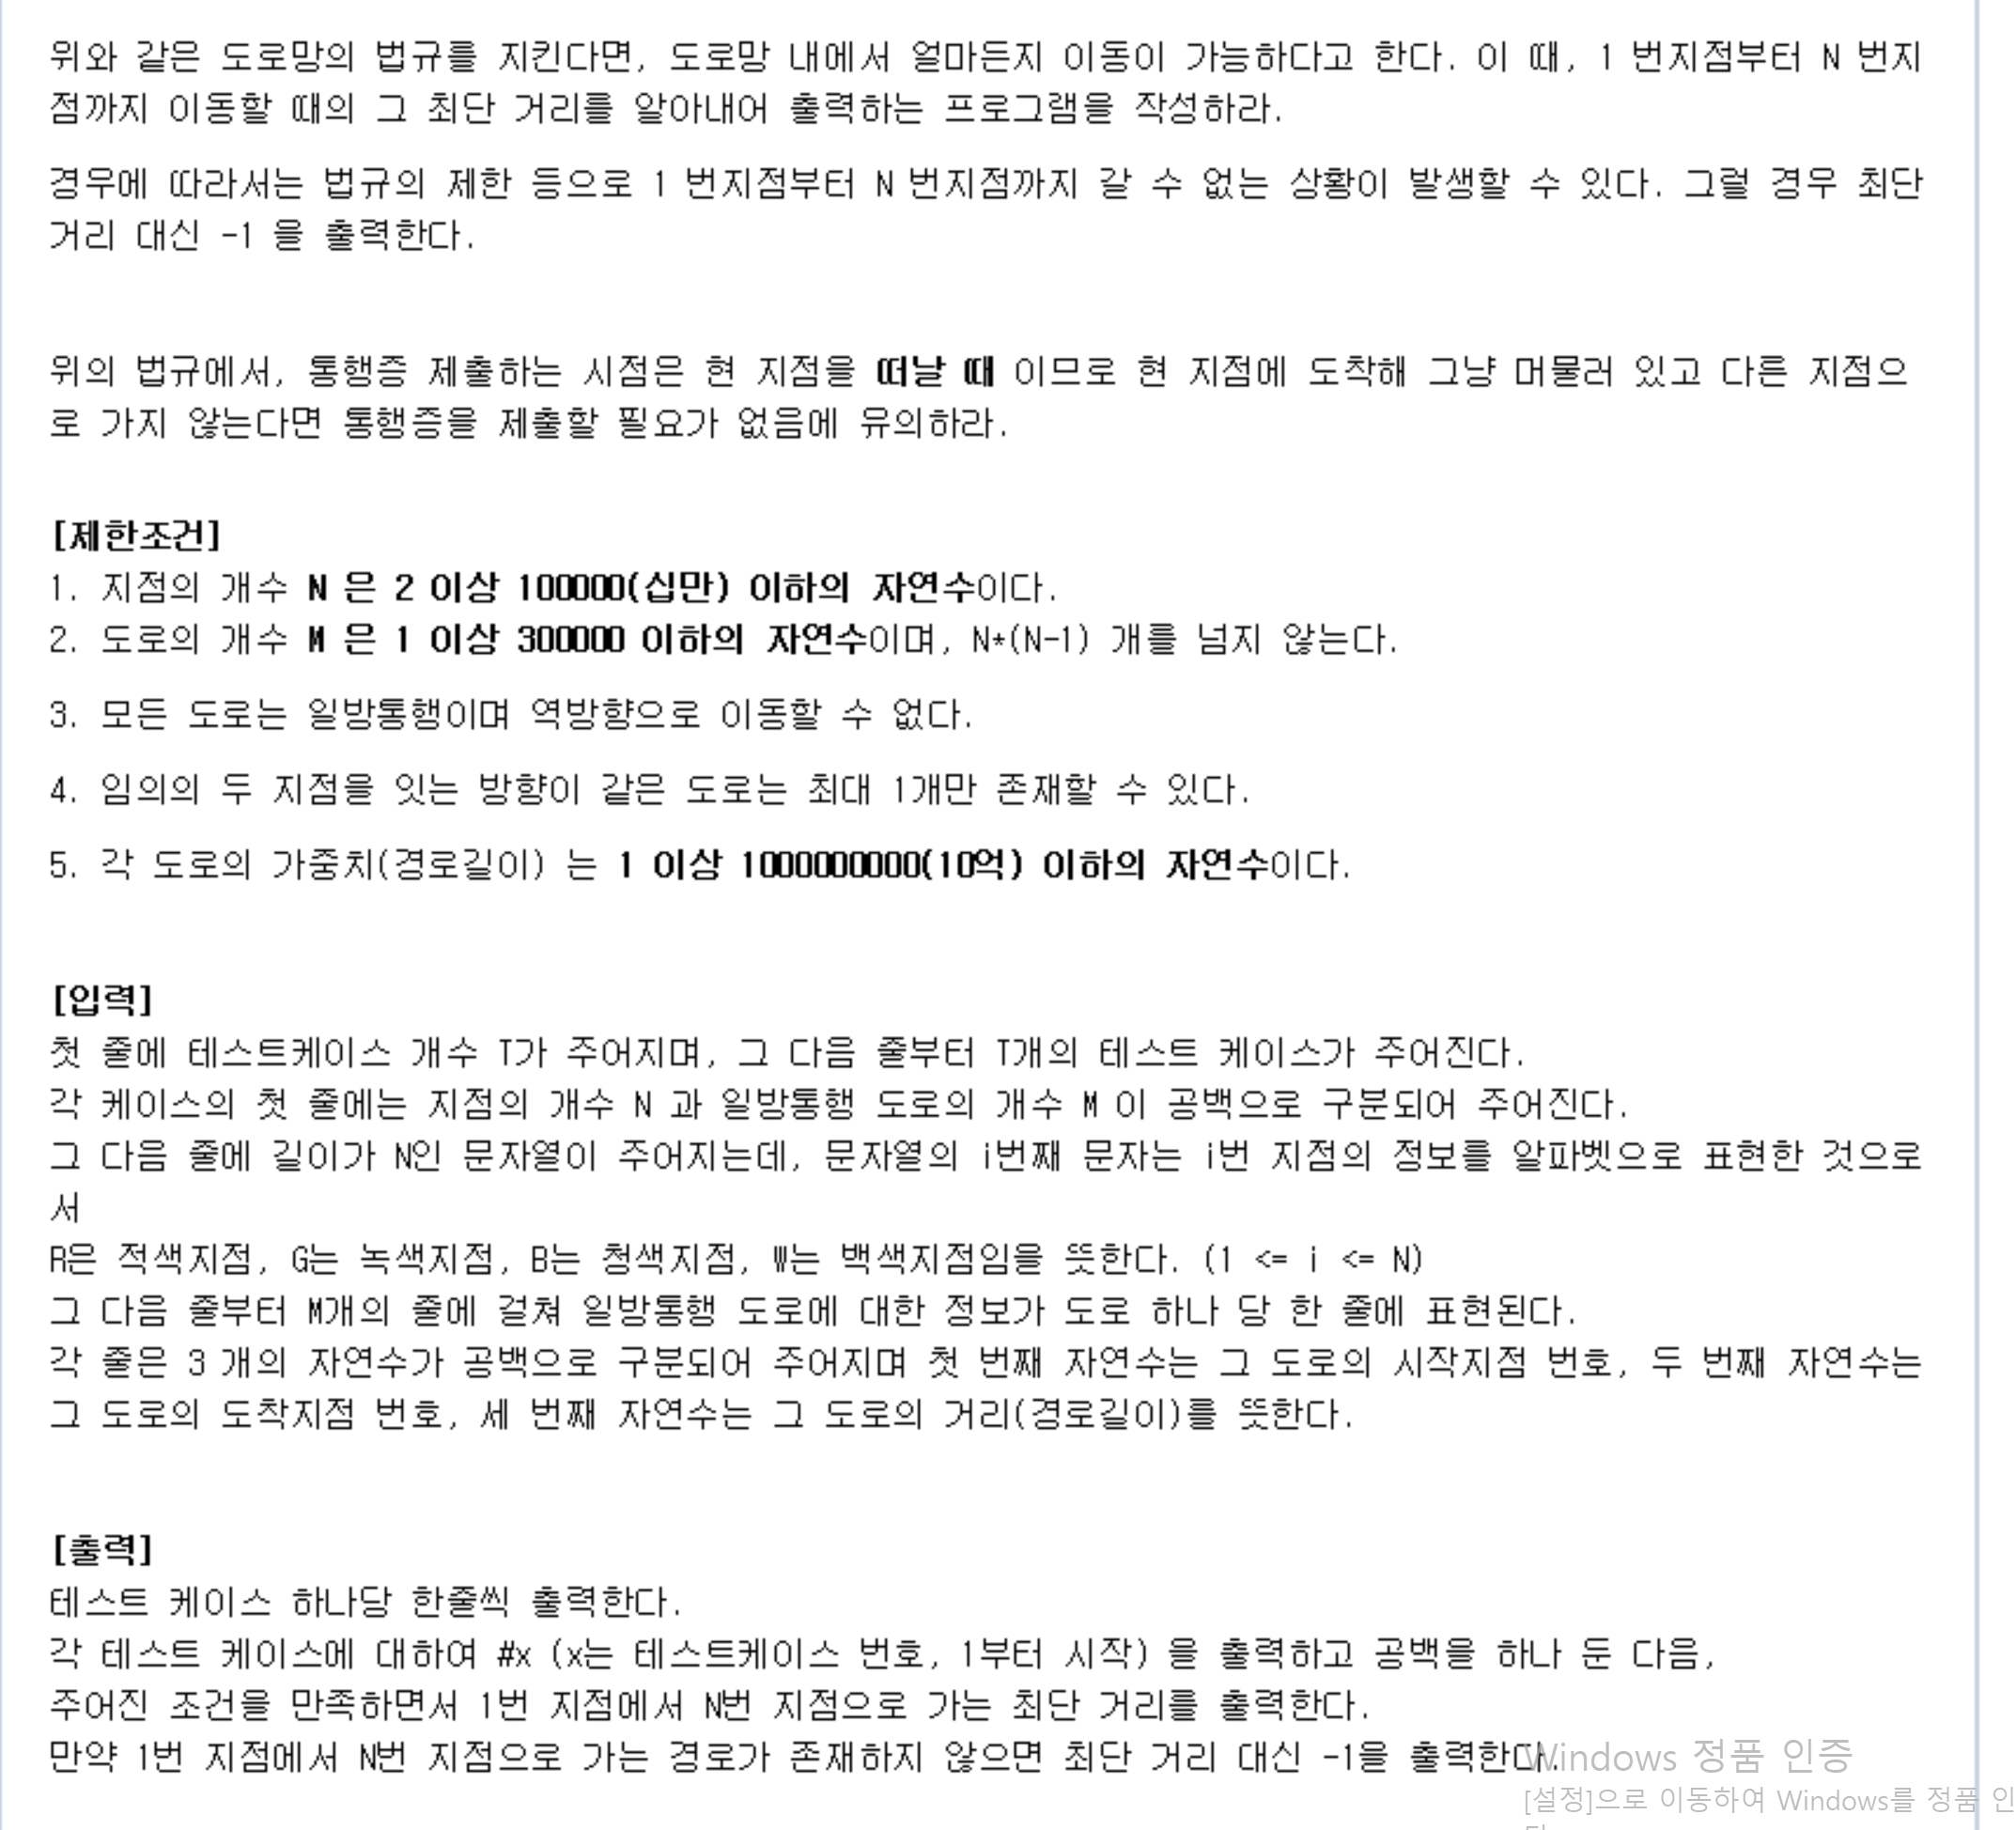 위와 같은 도로망의 법규를 지킨다면, 도로망 내에서 얼마든지 이동이 가능하다고 한다. 이 때, 1 번지점부터 N 번지
점까지 이동할 때의 그 최단 거리를 알아내어 출력하는 프로그램을 작성하라.
경우에 따라서는 법규의 제한 등으로 1 번지점부터 N 번지점까지 갈 수 없는 상황이 발생할 수 있다. 그럴 경우 최단
거리 대신 -1 을 출력한다.
위의 법규에서, 통행증 제출하는 시점은 현 지점을 떠날 때 이므로 현 지점에 도착해 그냥 머물러 있고 다른 지점으
로 가지 않는다면 통행증을 제출할 필요가 없음에 유의하라.
[제한조건]
1. 지점의 개수 N 은 2 이상 100000(십만) 이하의 자연수이다.
2. 도로의 개수 M 은 1 이상 300000 이하의 자연수이며, N*(N-1) 개를 넘지 않는다.
3. 모든 도로는 일방통행이며 역방향으로 이동할 수 없다.
4. 임의의 두 지점을 잇는 방향이 같은 도로는 최대 1개만 존재할 수 있다.
5. 각 도로의 가중치(경로길이) 는 1 이상 1000000000(10억) 이하의 자연수이다.
[입력]
첫 줄에 테스트케이스 개수 T가 주어지며, 그 다음 줄부터 T개의 테스트 케이스가 주어진다.
각 케이스의 첫 줄에는 지점의 개수 N 과 일방통행 도로의 개수 M 이 공백으로 구분되어 주어진다.
그 다음 줄에 길이가 N인 문자열이 주어지는데, 문자열의 i번째 문자는 i번 지점의 정보를 알파벳으로 표현한 것으로
서
R은 적색지점, G는 녹색지점, B는 청색지점, W는 백색지점임을 뜻한다. (1 <= i <= N)
그 다음 줄부터 M개의 줄에 걸쳐 일방통행 도로에 대한 정보가 도로 하나 당 한 줄에 표현된다.
각 줄은 3 개의 자연수가 공백으로 구분되어 주어지며 첫 번째 자연수는 그 도로의 시작지점 번호, 두 번째 자연수는
그 도로의 도착지점 번호, 세 번째 자연수는 그 도로의 거리(경로길이)를 뜻한다.
[출력]
테스트 케이스 하나당 한줄씩 출력한다.
각 테스트 케이스에 대하여 #x (x는 테스트케이스 번호, 1부터 시작) 을 출력하고 공백을 하나 둔 다음,
주어진 조건을 만족하면서 1번 지점에서 N번 지점으로 가는 최단 거리를 출력한다.
만약 1번 지점에서 N번 지점으로 가는 경로가 존재하지 않으면 최단 거리 대신 -1을 출력한다.
Windows 정품 인증
[설정]으로 이동하여 Windows를 정품 인